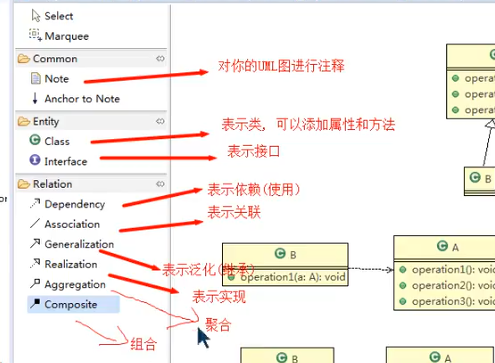 Select
Marquee
Common
Note
Anchor to Note
Entity
Class
Interface
Relation
Dependency
Association
Generalization
Realization
Aggregation
Composite
对你的UML图进行注释
表示类, 可以添加属性和方法
表示接口
表示依赖(使用)
表示关联
表示泛化(继承)
表示实现
聚合
组合
C
operat
operat
operat
C B
C B
operation1(a: A): void
C A
operation1(): void
operation2(): void
operation3(): void
C B
C A